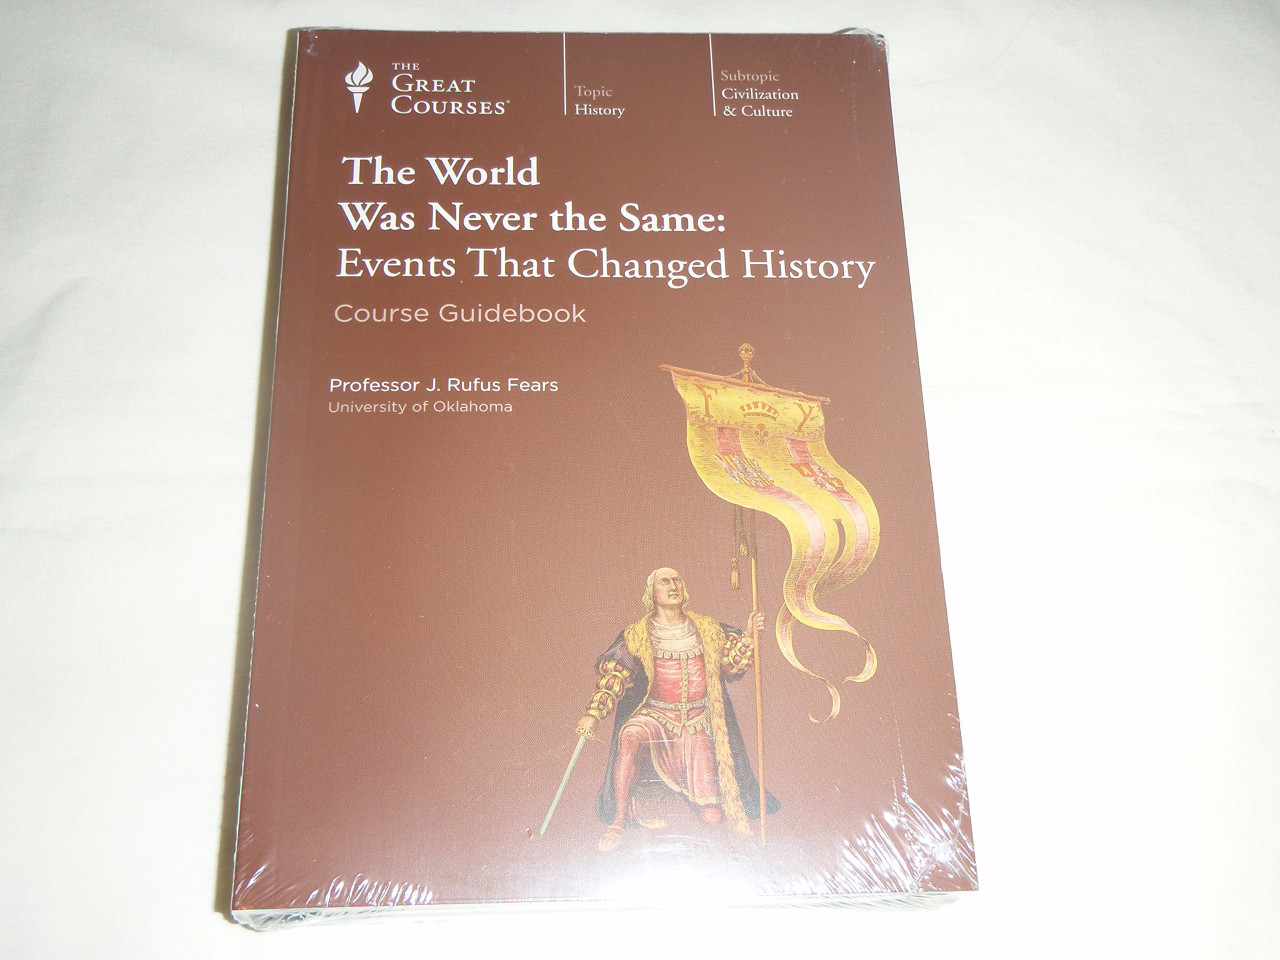 THE
GREAT
COURSES®
Topic
History
Subtopic
Civilization
& Culture
The World
Was Never the Same:
Events That Changed History
Course Guidebook
Professor J. Rufus Fears
University of Oklahoma
F Y